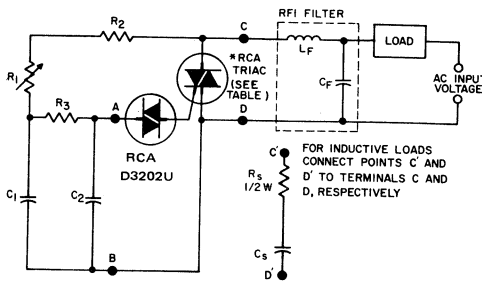 RFI FILTER
R2
C
LF
LOAD
R1
*RCA
TRIAC
(SEE
TABLE)
CF
AC INPUT
VOLTAGE
R3
A
D
RCA
D3202U
C1
C2
B
C'
RS
1/2 W
CS
D'
FOR INDUCTIVE LOADS
CONNECT POINTS C' AND
D' TO TERMINALS C AND
D, RESPECTIVELY